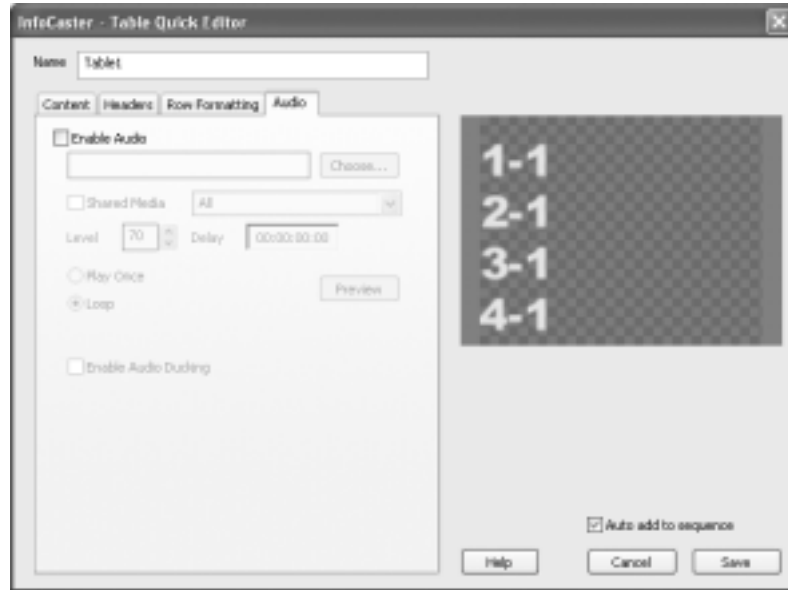 InfoCaster - Table Quick Editor
Name Tablet
Content Headers Row Formatting Audio
Enable Audio
Choose...
Shared Media All
Level 70 Delay 00:00:00:00
Play Once
Preview
Loop
Enable Audio Ducking
1-1
2-1
3-1
4-1
Auto add to sequence
Help Cancel Save